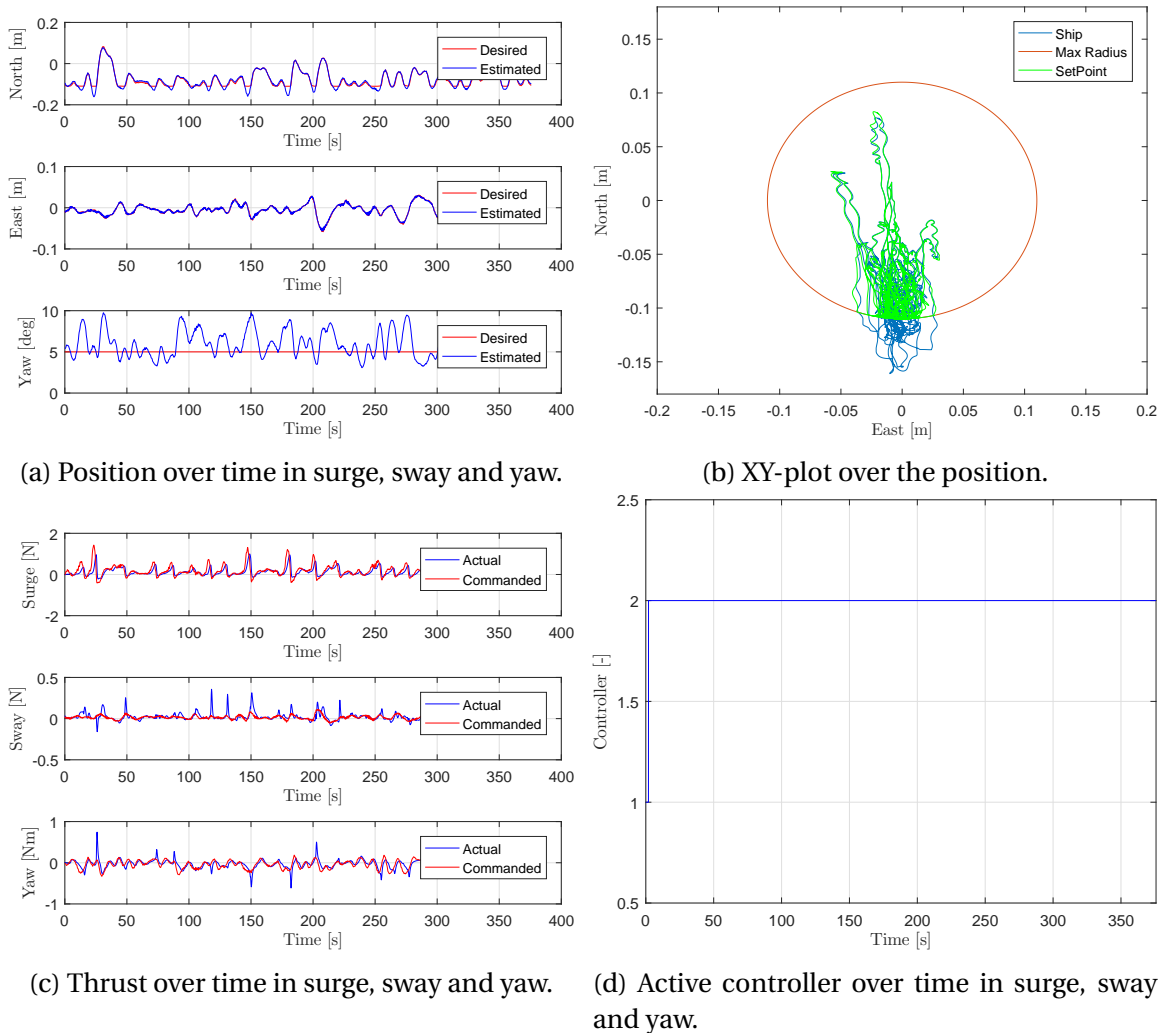 0.2
0
-0.2
North [m]
Desired
Estimated
0 50 100 150 200 250 300 350 400
Time [s]
0.1
0
-0.1
East [m]
Desired
Estimated
0 50 100 150 200 250 300 350 400
Time [s]
10
5
0
Yaw [deg]
Desired
Estimated
0 50 100 150 200 250 300 350 400
Time [s]
(a) Position over time in surge, sway and yaw.
0.15
0.1
0.05
0
-0.05
-0.1
-0.15
North [m]
Ship
Max Radius
SetPoint
-0.2 -0.15 -0.1 -0.05 0 0.05 0.1 0.15 0.2
East [m]
(b) XY-plot over the position.
2
0
-2
Surge [N]
Actual
Commanded
0 50 100 150 200 250 300 350 400
Time [s]
0.5
0
-0.5
Sway [N]
Actual
Commanded
0 50 100 150 200 250 300 350 400
Time [s]
1
0
-1
Yaw [Nm]
Actual
Commanded
0 50 100 150 200 250 300 350 400
Time [s]
(c) Thrust over time in surge, sway and yaw.
2.5
2
1.5
1
0.5
Controller [-]
0 50 100 150 200 250 300 350
Time [s]
(d) Active controller over time in surge, sway
and yaw.